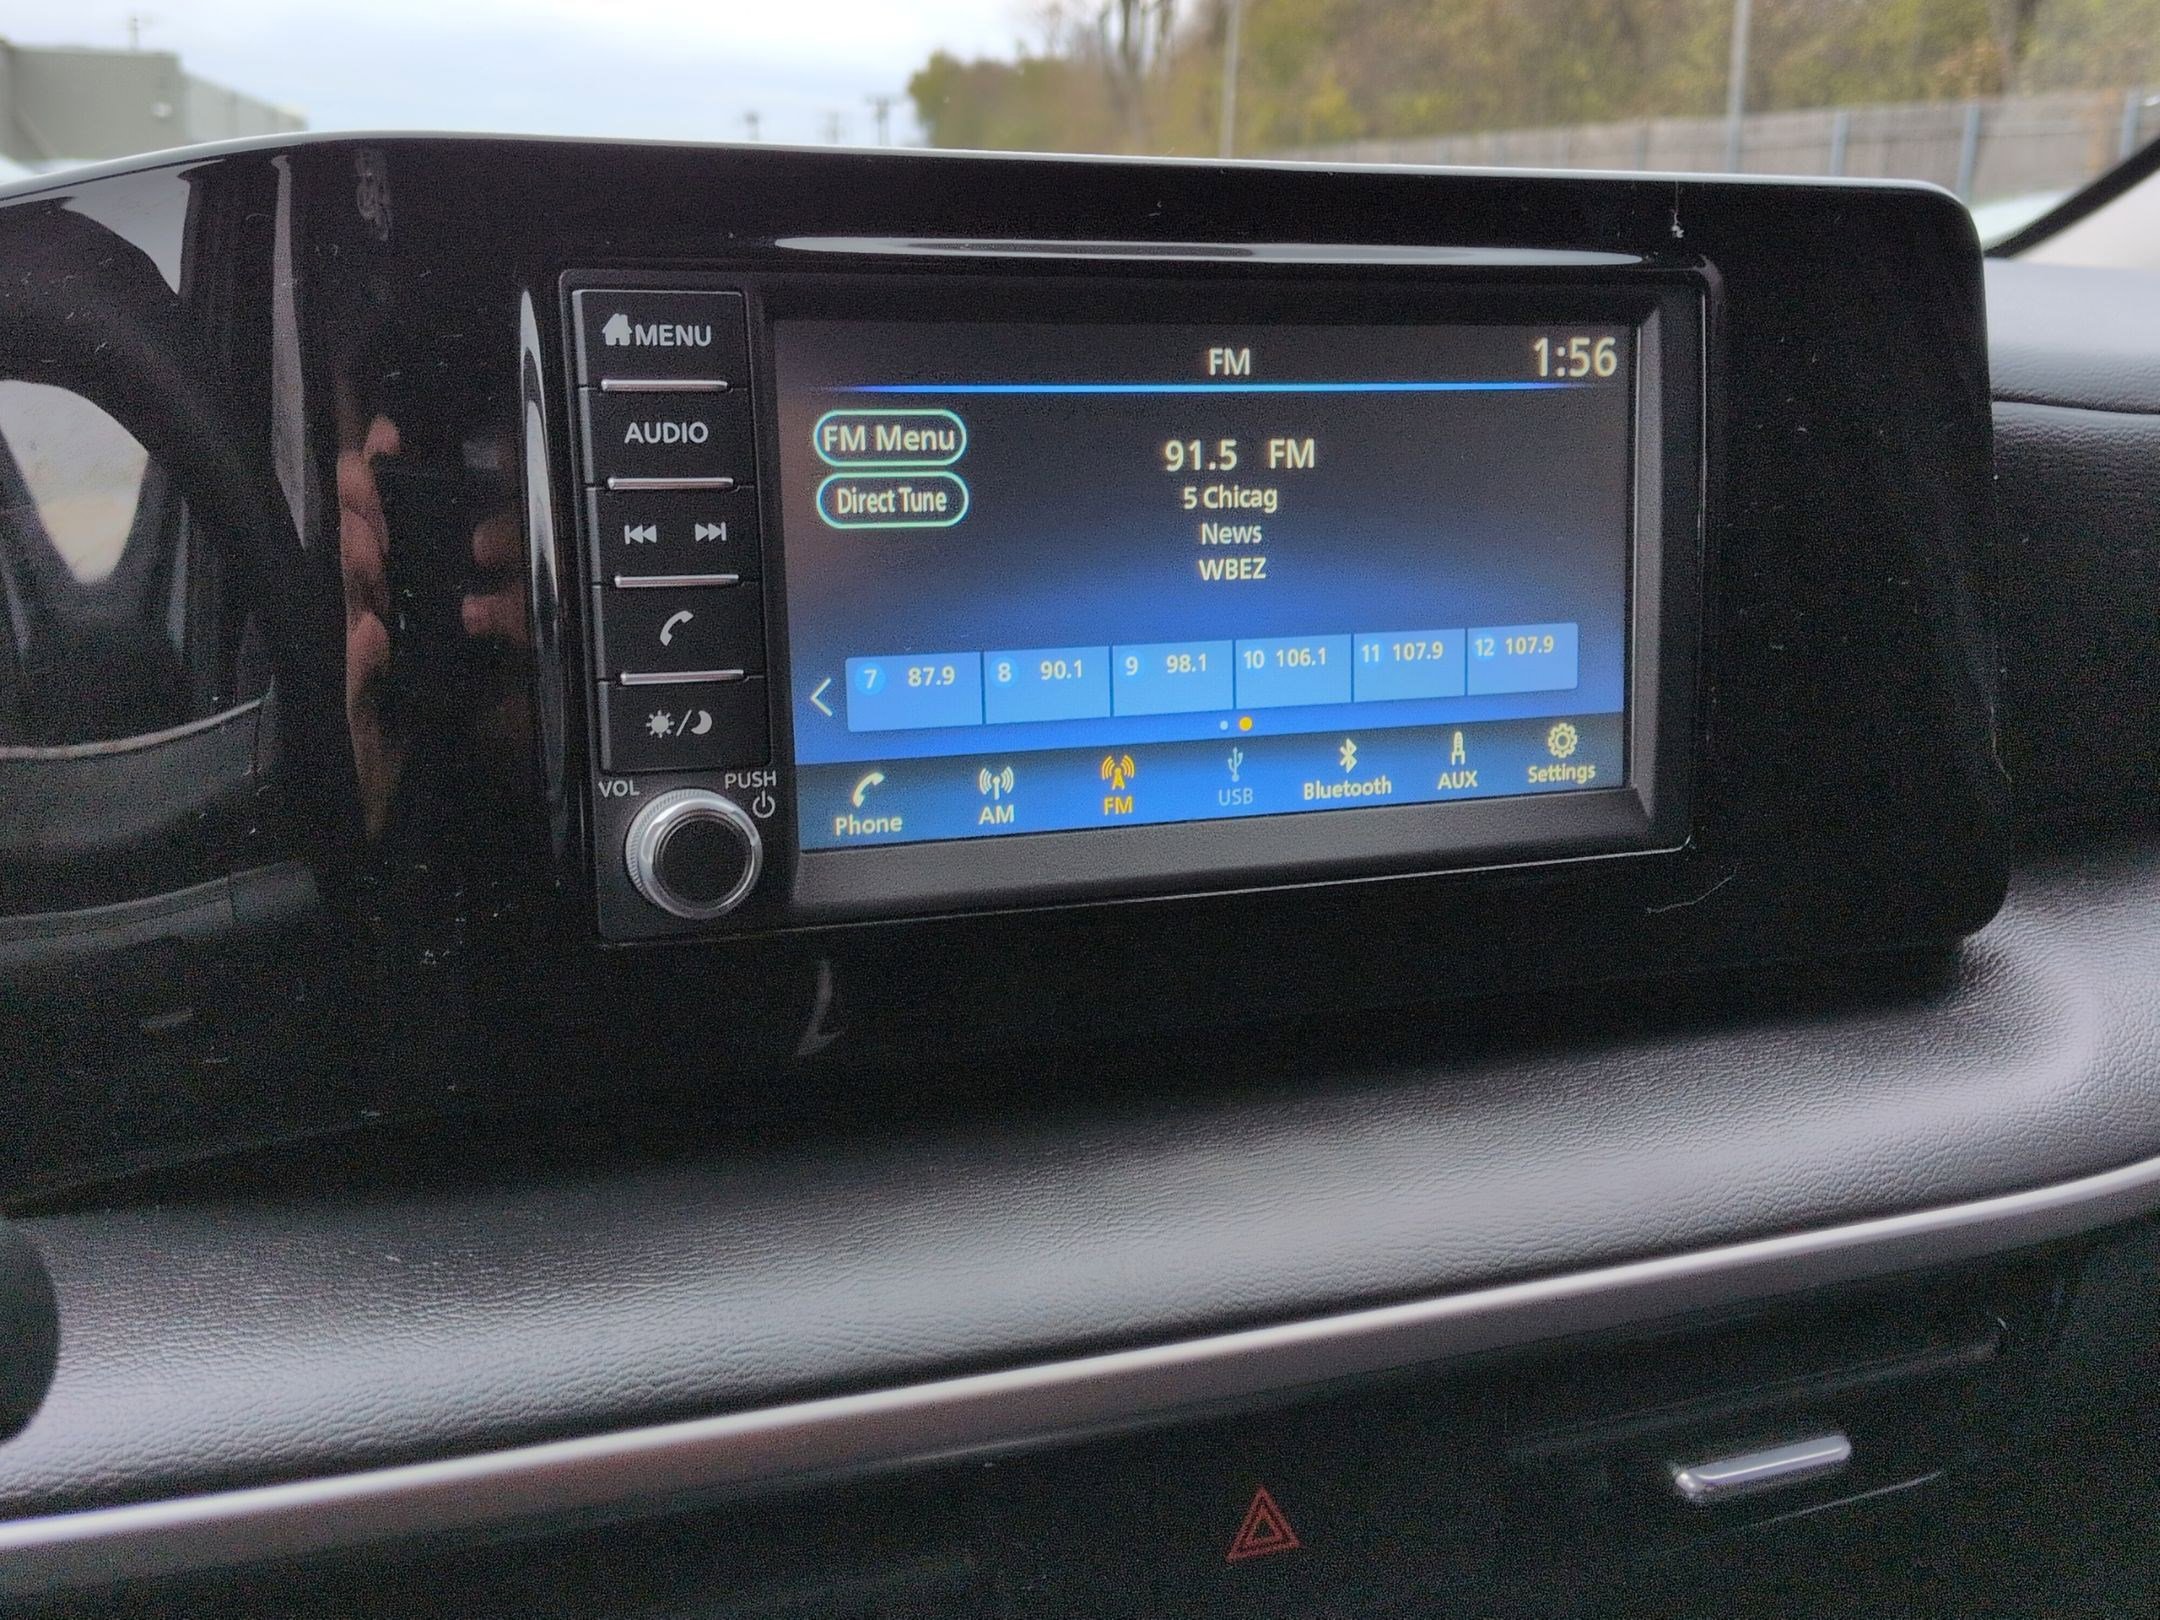 MENU
AUDIO
VOL
PUSH
FM
1:56
FM Menu
Direct Tune
91.5 FM
5 Chicag
News
WBEZ
7 87.9
8 90.1
9 98.1
10 106.1
11 107.9
12 107.9
Phone
AM
FM
USB
Bluetooth
AUX
Settings